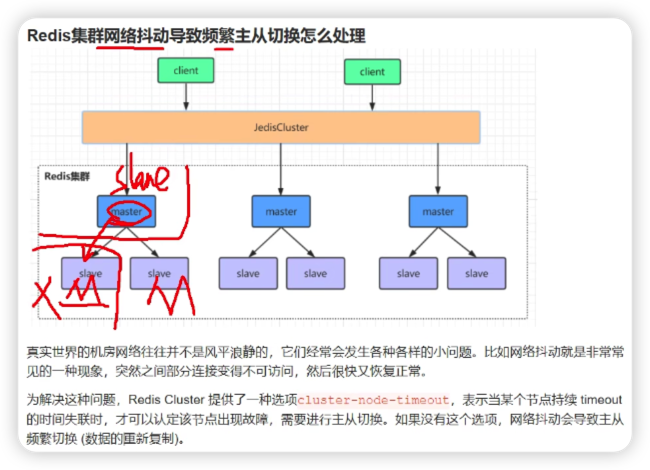 Redis集群网络抖动导致频繁主从切换怎么处理
client
client
JedisCluster
Redis集群
slave
master
master
master
slave
slave
slave
slave
slave
slave
X M
M
真实世界的机房网络往往并不是风平浪静的，它们经常会发生各种各样的小问题。比如网络抖动就是非常常
见的一种现象，突然之间部分连接变得不可访问，然后很快又恢复正常。
为解决这种问题，Redis Cluster 提供了一种选项cluster-node-timeout，表示当某个节点持续 timeout
的时间失联时，才可以认定该节点出现故障，需要进行主从切换。如果没有这个选项，网络抖动会导致主从
频繁切换 (数据的重新复制)。